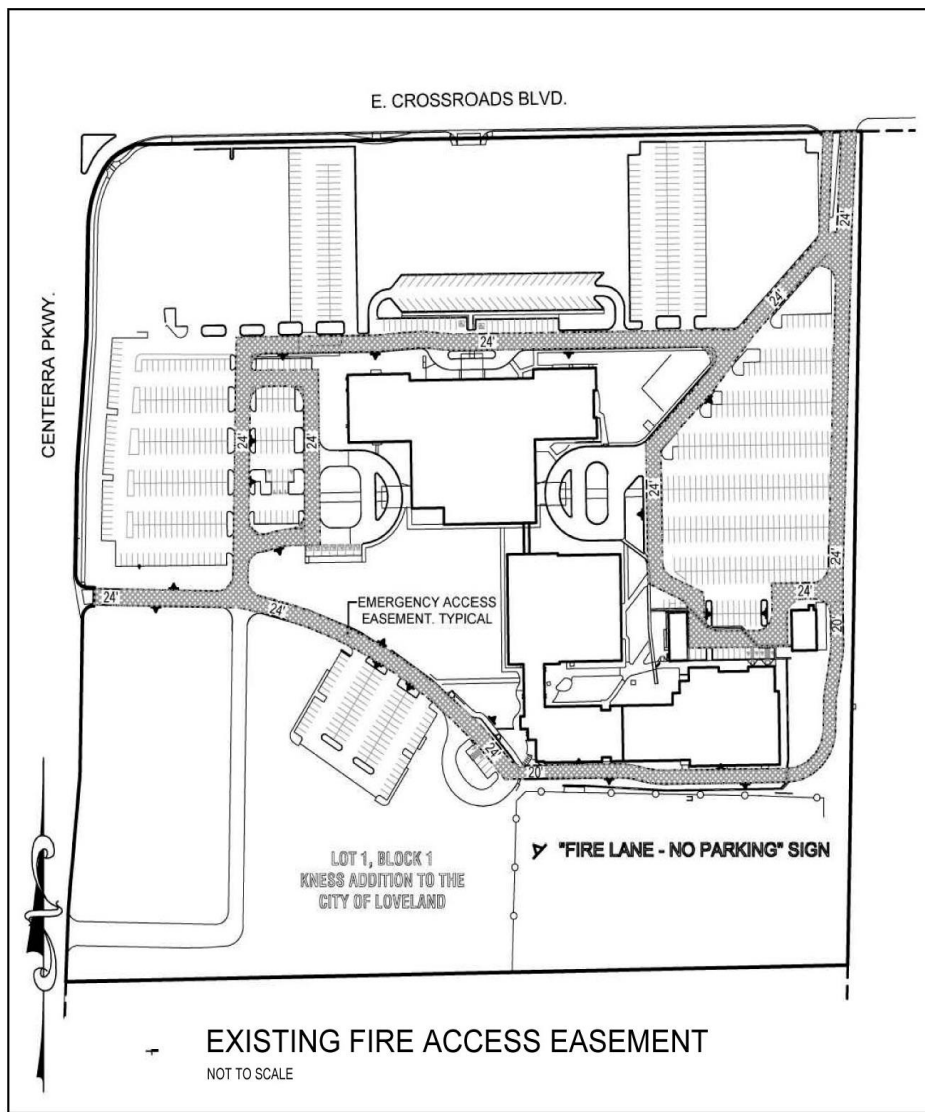 E. CROSSROADS BLVD.
CENTERRA PKWY.
24'
24'
24'
24'
24'
24'
24'
24'
24'
24'
20'
EMERGENCY ACCESS
EASEMENT. TYPICAL
24'
24'
20'
"FIRE LANE - NO PARKING" SIGN
LOT 1, BLOCK 1
KNESS ADDITION TO THE
CITY OF LOVELAND
EXISTING FIRE ACCESS EASEMENT
NOT TO SCALE